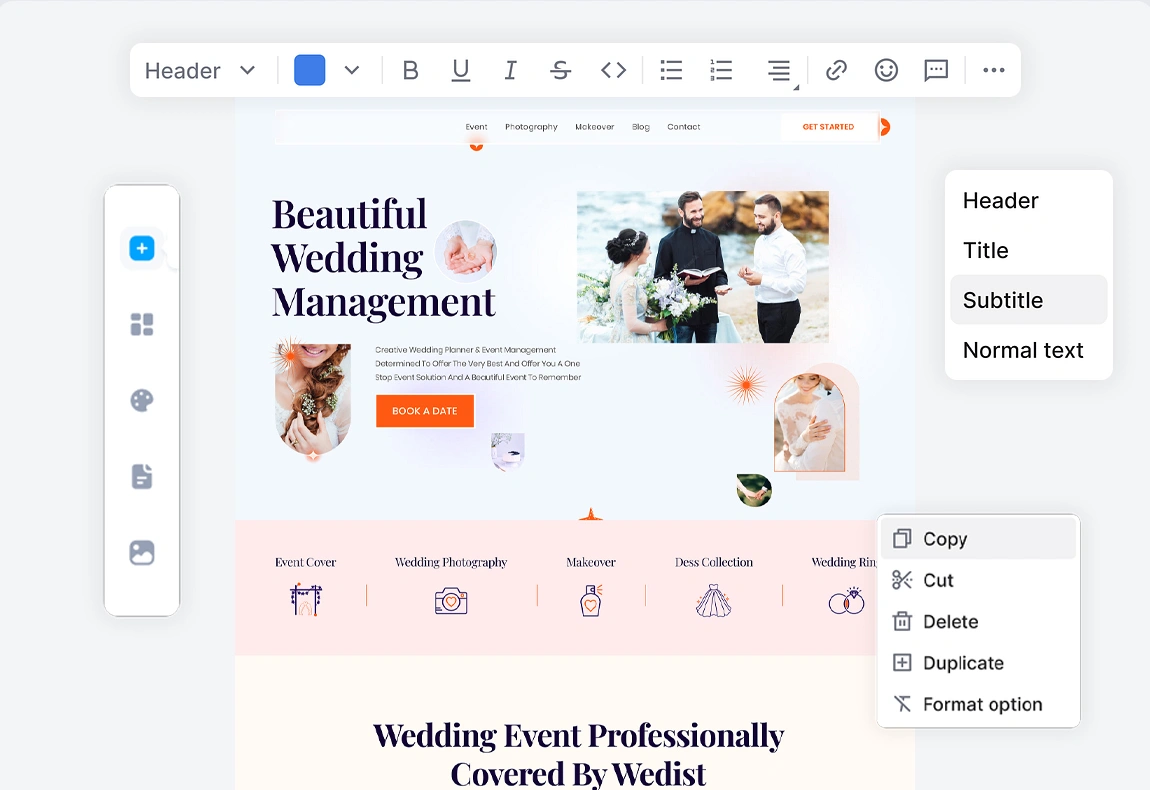 Header
B U I S
Event Photography Makeover Blog Contact GET STARTED
Header
Title
Subtitle
Normal text
Beautiful
Wedding
Management
Creative Wedding Planner & Event Management
Determined To Offer The Very Best And Offer You A One
Stop Event Solution And A Beautiful Event To Remember
BOOK A DATE
Event Cover
Wedding Photography
Makeover
Dess Collection
Wedding Rin
Copy
Cut
Delete
Duplicate
Format option
Wedding Event Professionally
Covered By Wedist